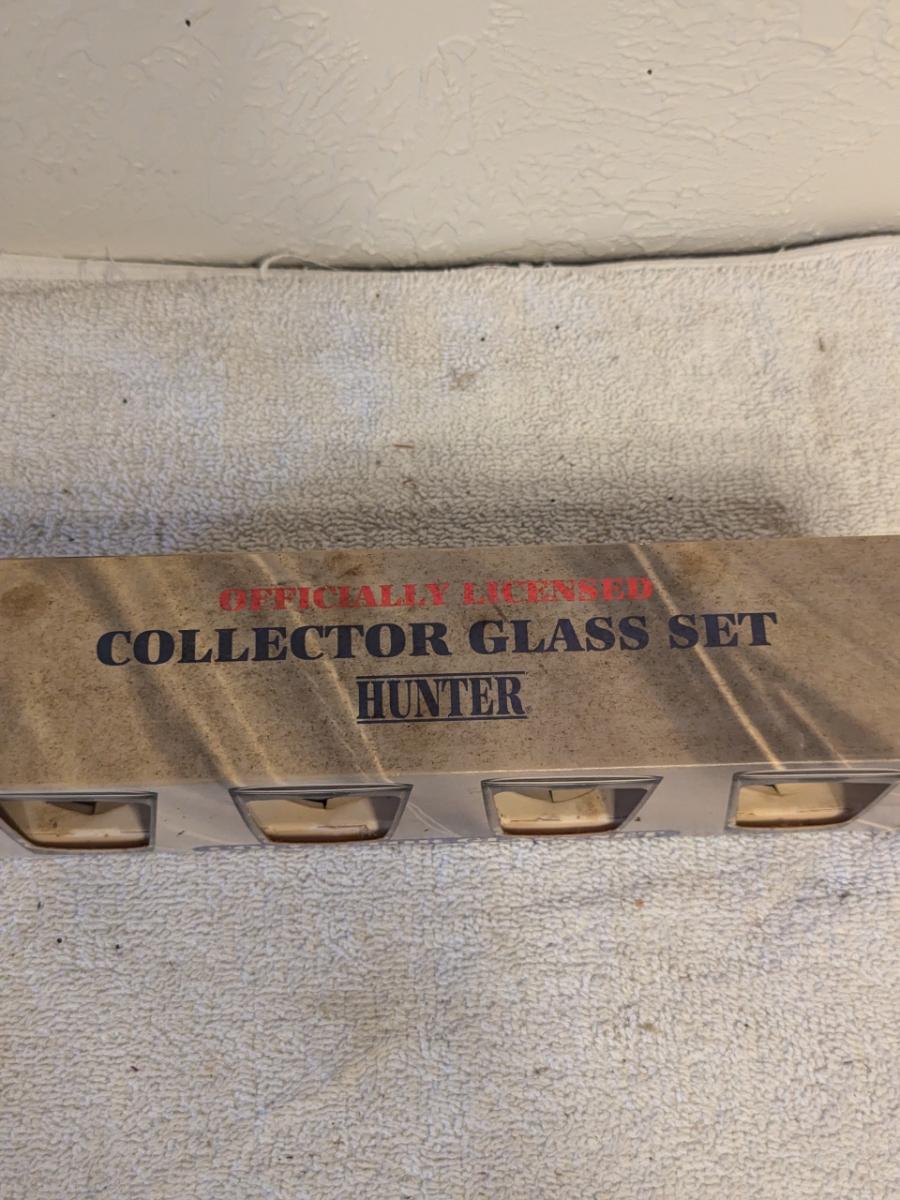 OFFICIALLY LICENSED
COLLECTOR GLASS SET
HUNTER